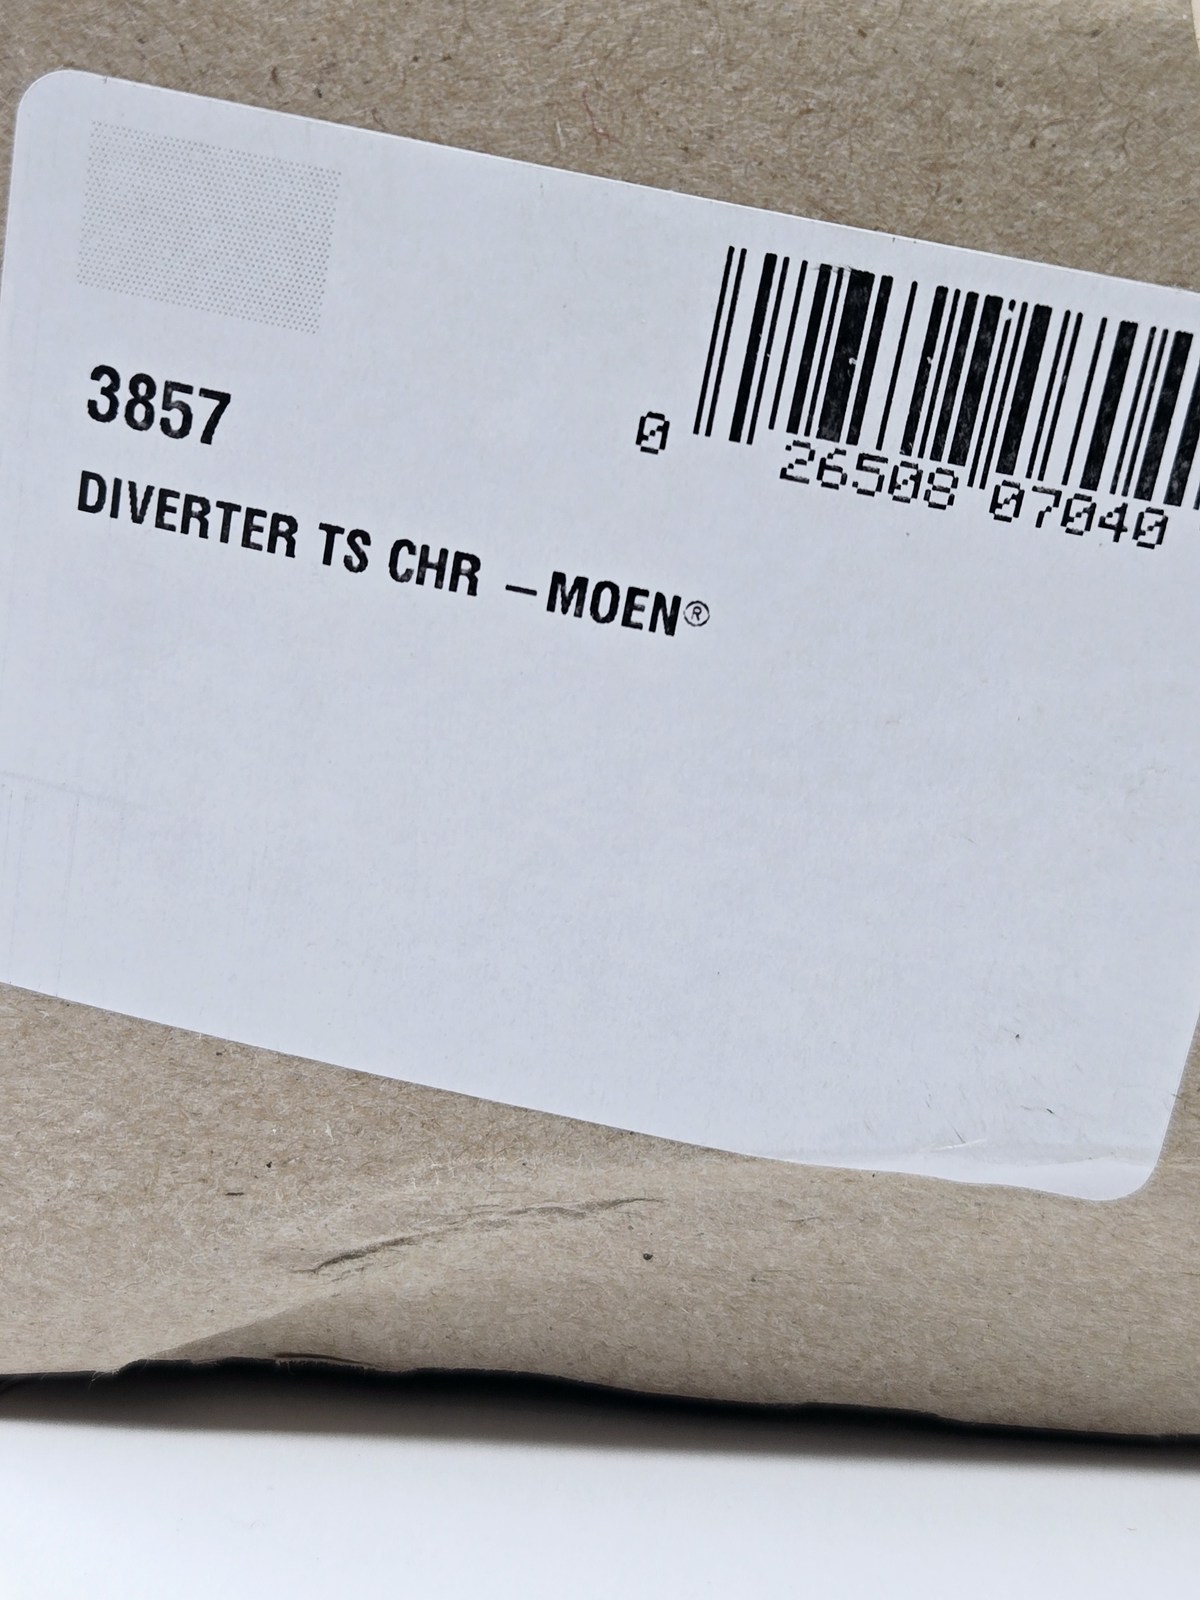 3857
DIVERTER TS CHR – MOEN®
0 26508 07040